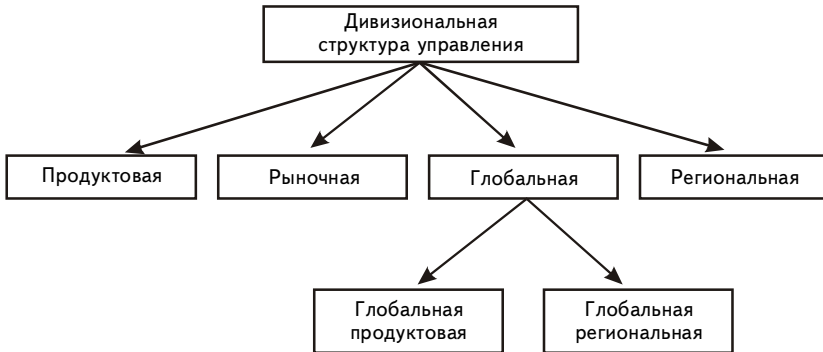 Дивизиональная
структура управления
Продуктовая
Рыночная
Глобальная
Региональная
Глобальная
продуктовая
Глобальная
региональная